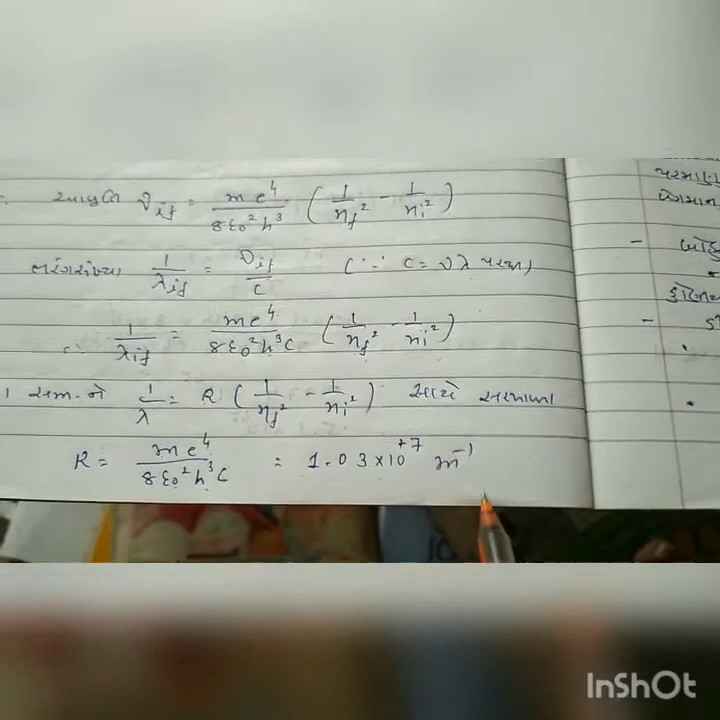 આવૃત્તિ ν_if = me⁴/8ε₀²h³ (1/n_f² - 1/n_i²)
તરંગસંખ્યા 1/λ_if = ν_if/c (∵ c = νλ પરથી)
∴ 1/λ_if = me⁴/8ε₀²h³c (1/n_f² - 1/n_i²)
સમ. ને 1/λ = R (1/n_f² - 1/n_i²) સાથે સરખાવતા
R = me⁴/8ε₀²h³c = 1.03×10⁺⁷ m⁻¹
InShOt